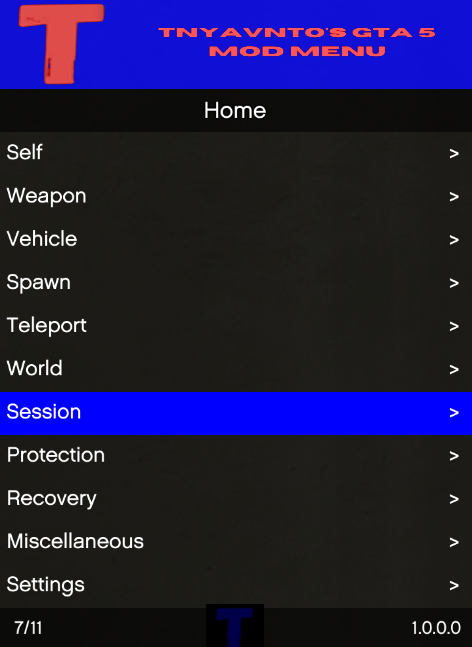 T
TNYAVNT0'S GTA 5
MOD MENU
Home
Self >
Weapon >
Vehicle >
Spawn >
Teleport >
World >
Session >
Protection >
Recovery >
Miscellaneous >
Settings >
7/11 T 1.0.0.0